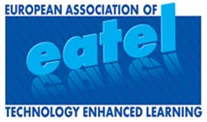 EUROPEAN ASSOCIATION OF
eatel
TECHNOLOGY ENHANCED LEARNING